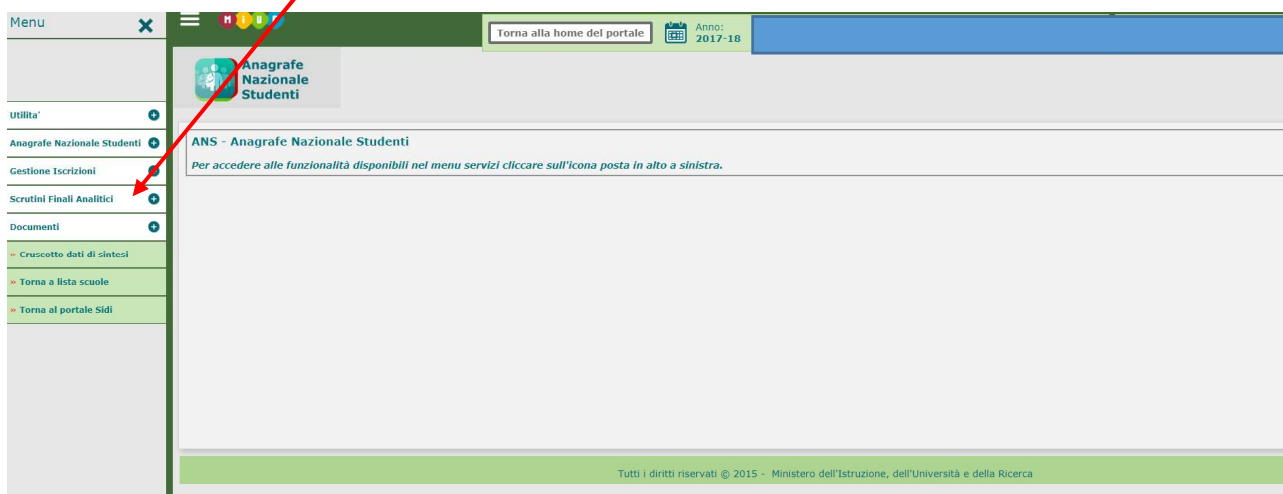 Menu
MiUR
Torna alla home del portale
Anno:
2017-18
Anagrafe
Nazionale
Studenti
Utilita'
Anagrafe Nazionale Studenti
Gestione Iscrizioni
Scrutini Finali Analitici
Documenti
» Cruscotto dati di sintesi
» Torna a lista scuole
» Torna al portale Sidi
ANS - Anagrafe Nazionale Studenti
Per accedere alle funzionalità disponibili nel menu servizi cliccare sull'icona posta in alto a sinistra.
Tutti i diritti riservati © 2015 - Ministero dell'Istruzione, dell'Università e della Ricerca